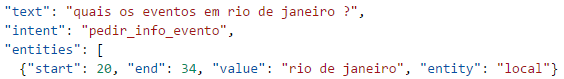 "text": "quais os eventos em rio de janeiro ?",
"intent": "pedir_info_evento",
"entities": [
{"start": 20, "end": 34, "value": "rio de janeiro", "entity": "local"}